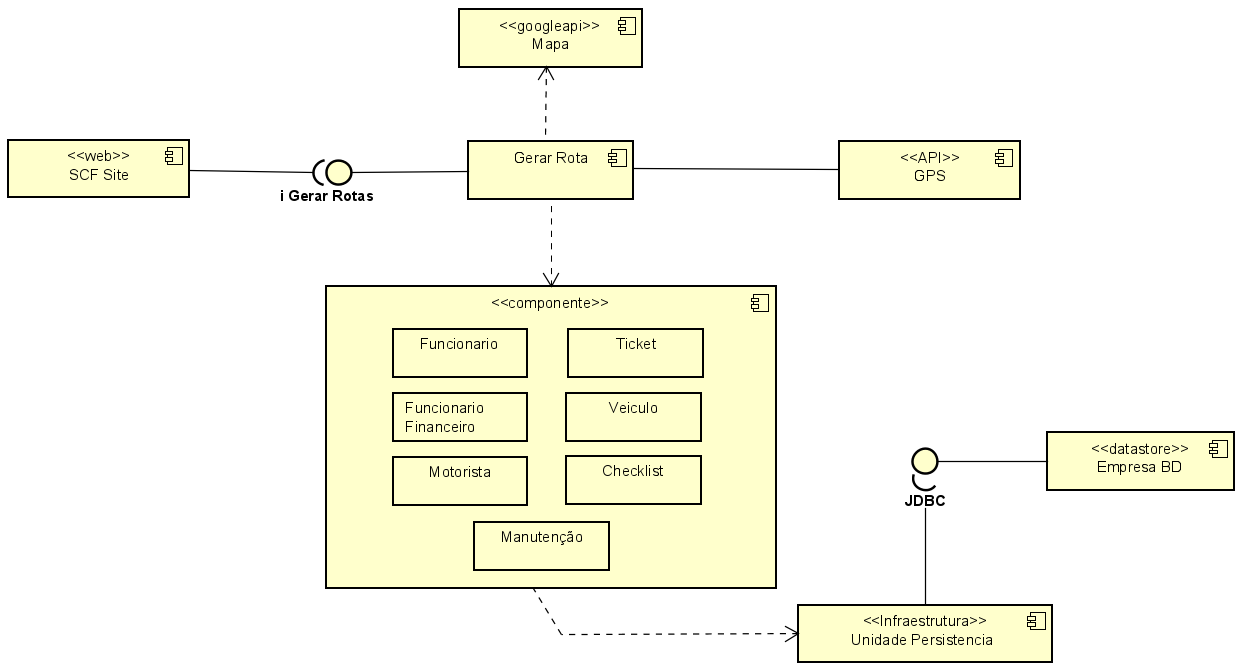 <<googleapi>>
Mapa
<<web>>
SCF Site
i Gerar Rotas
Gerar Rota
<<API>>
GPS
<<componente>>
Funcionario
Ticket
Funcionario
Financeiro
Veiculo
Motorista
Checklist
Manutenção
<<datastore>>
Empresa BD
JDBC
<<Infraestrutura>>
Unidade Persistencia